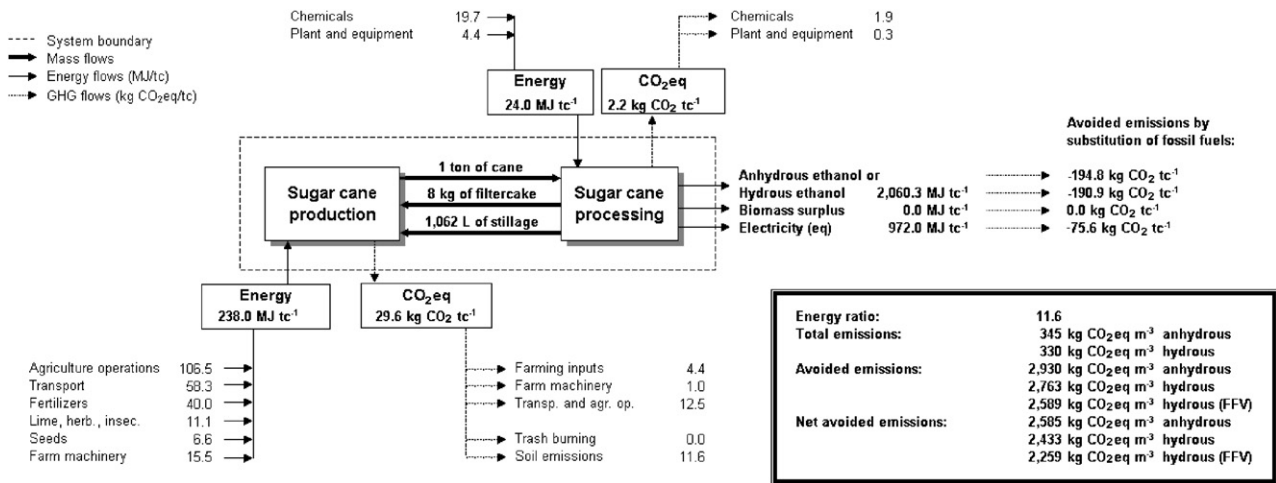 Chemicals 19.7
Plant and equipment 4.4
Chemicals 1.9
Plant and equipment 0.3
System boundary
Mass flows
Energy flows (MJ/tc)
GHG flows (kg CO₂eq/tc)
Energy
24.0 MJ tc⁻¹
CO₂eq
2.2 kg CO₂ tc⁻¹
Avoided emissions by
substitution of fossil fuels:
Sugar cane
production
1 ton of cane
8 kg of filtercake
1,062 L of stillage
Sugar cane
processing
Anhydrous ethanol or -194.8 kg CO₂ tc⁻¹
Hydrous ethanol 2,060.3 MJ tc⁻¹ -190.9 kg CO₂ tc⁻¹
Biomass surplus 0.0 MJ tc⁻¹ 0.0 kg CO₂ tc⁻¹
Electricity (eq) 972.0 MJ tc⁻¹ -75.6 kg CO₂ tc⁻¹
Energy
238.0 MJ tc⁻¹
CO₂eq
29.6 kg CO₂ tc⁻¹
Agriculture operations 106.5
Transport 58.3
Fertilizers 40.0
Lime, herb., insec. 11.1
Seeds 6.6
Farm machinery 15.5
Farming inputs 4.4
Farm machinery 1.0
Transp. and agr. op. 12.5
Trash burning 0.0
Soil emissions 11.6
Energy ratio: 11.6
Total emissions: 345 kg CO₂eq m⁻³ anhydrous
330 kg CO₂eq m⁻³ hydrous
Avoided emissions: 2,930 kg CO₂eq m⁻³ anhydrous
2,763 kg CO₂eq m⁻³ hydrous
2,589 kg CO₂eq m⁻³ hydrous (FFV)
Net avoided emissions: 2,585 kg CO₂eq m⁻³ anhydrous
2,433 kg CO₂eq m⁻³ hydrous
2,259 kg CO₂eq m⁻³ hydrous (FFV)